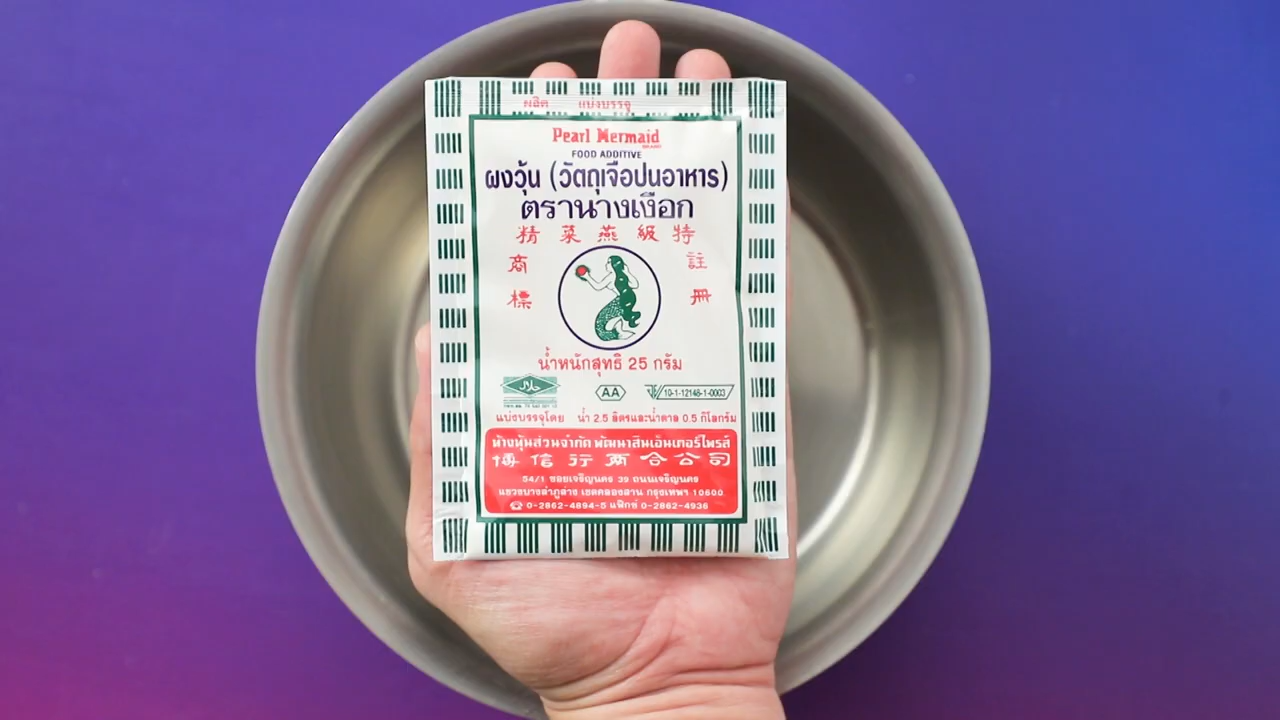 ผลิต แบ่งบรรจุ
Pearl Mermaid
BRAND
FOOD ADDITIVE
ผงวุ้น (วัตถุเจือปนอาหาร)
ตรานางเงือก
精 菜 燕 級 特
商 註
標 冊
น้ำหนักสุทธิ 25 กรัม
حلال
AA
10-1-12146-1-0003
แบ่งบรรจุโดย น้ำ 2.5 ลิตรและน้ำตาล 0.5 กิโลกรัม
ห้างหุ้นส่วนจำกัด พัฒนาสินเอ็นเตอร์ไพรส์
博 信 行 兩 合 公 司
54/1 ซอยเจริญนคร 39 ถนนเจริญนคร
แขวงบางลำภูล่าง เขตคลองสาน กรุงเทพฯ 10600
☎ 0-2862-4894-5 แฟ็กซ์ 0-2862-4936